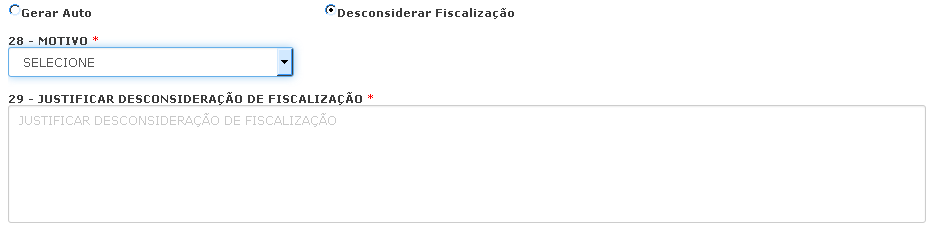 Gerar Auto Desconsiderar Fiscalização
28 - MOTIVO *
SELECIONE
29 - JUSTIFICAR DESCONSIDERAÇÃO DE FISCALIZAÇÃO *
JUSTIFICAR DESCONSIDERAÇÃO DE FISCALIZAÇÃO